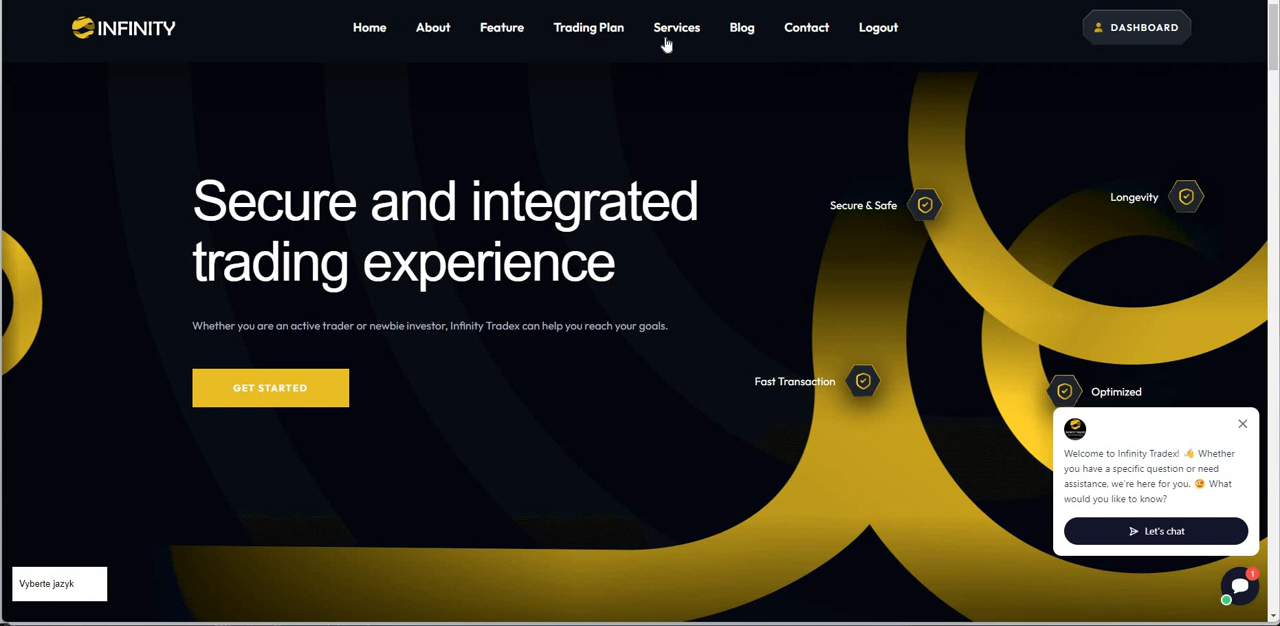 INFINITY
Home
About
Feature
Trading Plan
Services
Blog
Contact
Logout
DASHBOARD
Secure and integrated
trading experience
Whether you are an active trader or newbie investor, Infinity Tradex can help you reach your goals.
GET STARTED
Secure & Safe
Longevity
Fast Transaction
Optimized
Welcome to Infinity Tradex! 👋 Whether
you have a specific question or need
assistance, we're here for you. 😊 What
would you like to know?
Let's chat
1
Vyberte jazyk